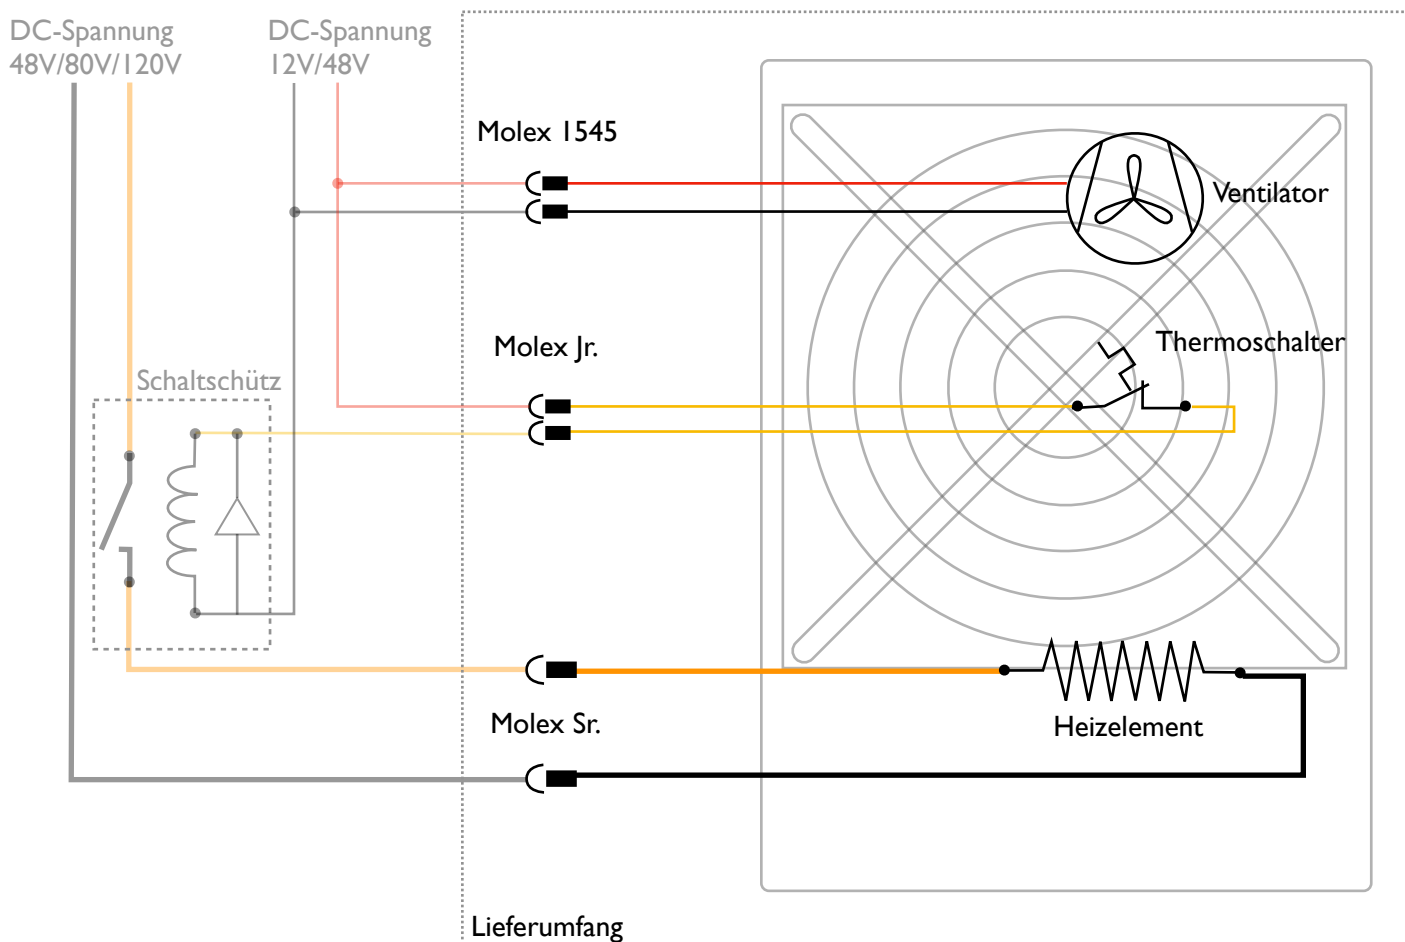 DC-Spannung
48V/80V/120V
DC-Spannung
12V/48V
Molex 1545
Ventilator
Molex Jr.
Thermoschalter
Schaltschütz
Molex Sr.
Heizelement
Lieferumfang